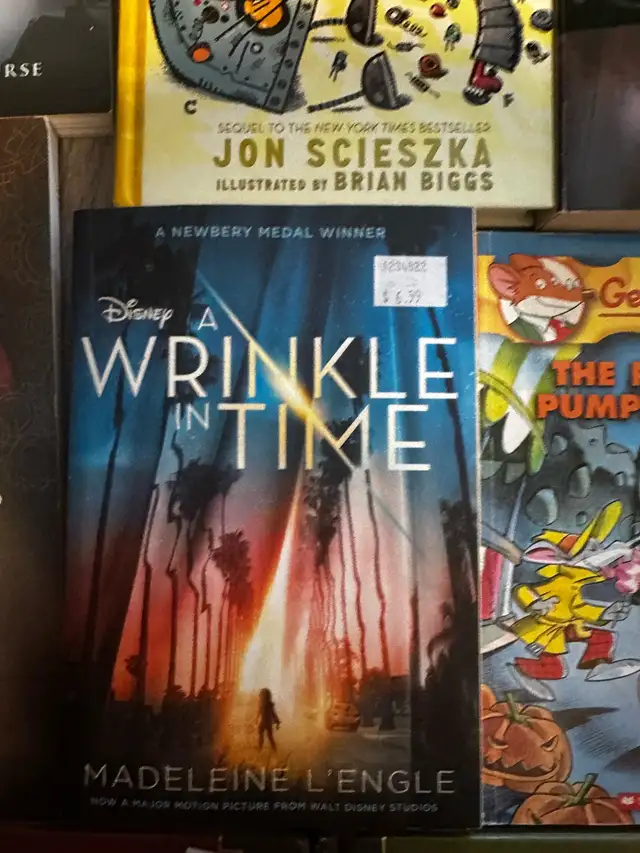 RSE
C F
SEQUEL TO THE NEW YORK TIMES BESTSELLER
JON SCIESZKA
ILLUSTRATED BY BRIAN BIGGS
A NEWBERY MEDAL WINNER
$ 6.99
Disney
A
WRINKLE
IN TIME
MADELEINE L'ENGLE
NOW A MAJOR MOTION PICTURE FROM WALT DISNEY STUDIOS
Ge
THE
PUMP